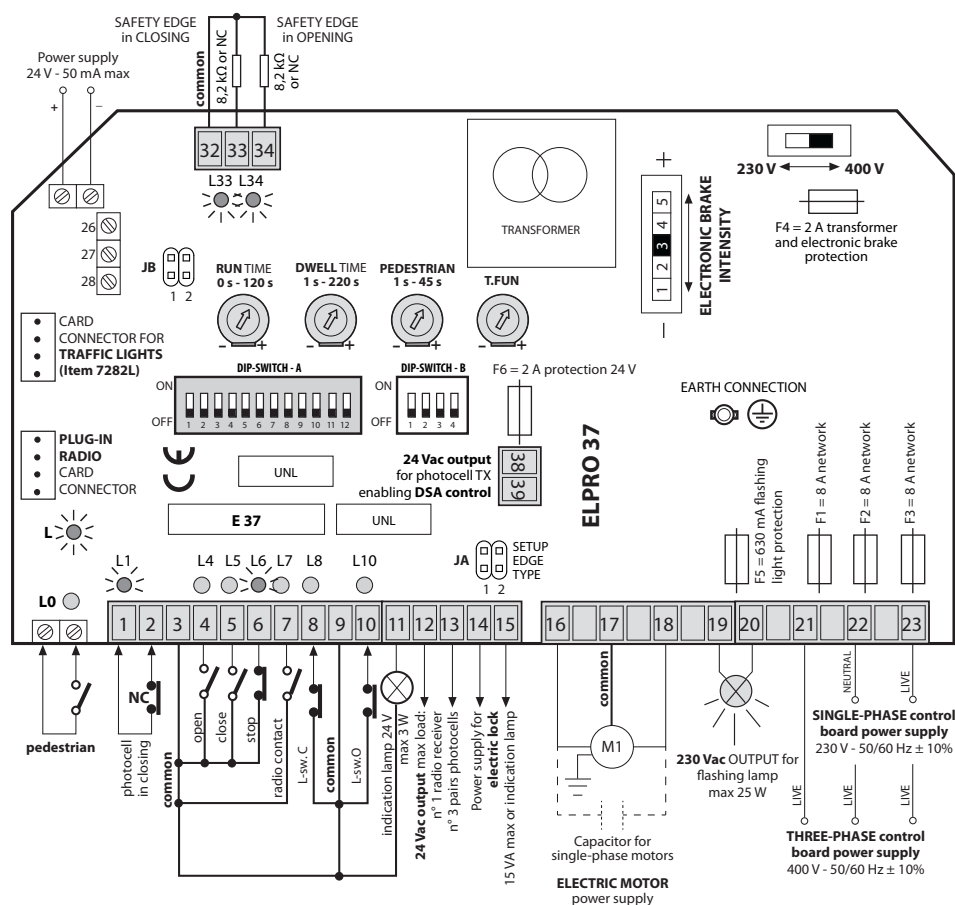 SAFETY EDGE
in CLOSING
SAFETY EDGE
in OPENING
Power supply
24 V - 50 mA max
+
–
common
8,2 kΩ or NC
8,2 kΩ
or NC
32 33 34
L33 L34
26
27
28
JB
1 2
RUN TIME
0 s - 120 s
DWELL TIME
1 s - 220 s
PEDESTRIAN
1 s - 45 s
T.FUN
- +
- +
- +
- +
TRANSFORMER
+
5
4
3
2
1
–
ELECTRONIC BRAKE
INTENSITY
230 V
400 V
F4 = 2 A transformer
and electronic brake
protection
CARD
CONNECTOR FOR
TRAFFIC LIGHTS
(Item 7282L)
DIP-SWITCH - A
ON
OFF
1 2 3 4 5 6 7 8 9 10 11 12
DIP-SWITCH - B
ON
OFF
1 2 3 4
F6 = 2 A protection 24 V
EARTH CONNECTION
PLUG-IN
RADIO
CARD
CONNECTOR
CE
UNL
E 37
UNL
24 Vac output
for photocell TX
enabling DSA control
38
39
ELPRO 37
F5 = 630 mA flashing
light protection
F1 = 8 A network
F2 = 8 A network
F3 = 8 A network
L
JA
1 2
SETUP
EDGE
TYPE
L0
L1
L4 L5 L6 L7 L8
L10
1 2 3 4 5 6 7 8 9 10 11 12 13 14 15
16 17 18 19 20 21 22 23
pedestrian
NC
photocell
in closing
common
open
close
stop
radio contact
L-sw.C
common
L-sw.O
indication lamp 24 V
max 3 W
24 Vac output max load:
n° 1 radio receiver
n° 3 pairs photocells
Power supply for
electric lock
15 VA max or indication lamp
common
M1
Capacitor for
single-phase motors
ELECTRIC MOTOR
power supply
230 Vac OUTPUT for
flashing lamp
max 25 W
NEUTRAL
LIVE
SINGLE-PHASE control
board power supply
230 V - 50/60 Hz ± 10%
LIVE
LIVE
LIVE
THREE-PHASE control
board power supply
400 V - 50/60 Hz ± 10%